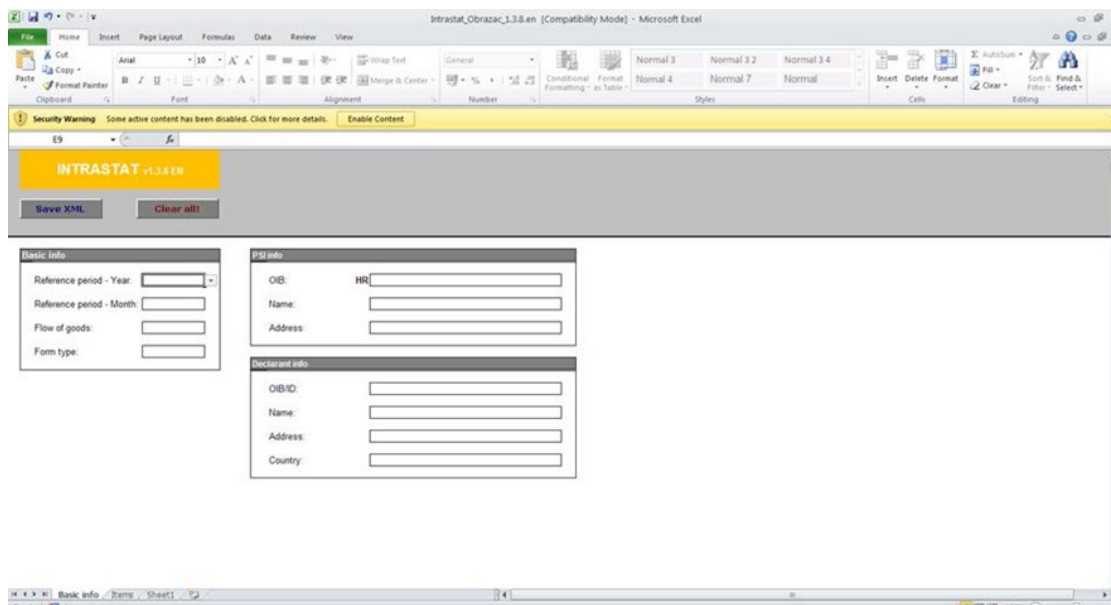 Intrastat_Obrazac_1.3.8.en [Compatibility Mode] - Microsoft Excel
File Home Insert Page Layout Formulas Data Review View
Paste
Cut
Copy
Format Painter
Clipboard
Arial 10
B I U
Font
Wrap Text
Merge & Center
Alignment
General
Number
Conditional Formatting
Format as Table
Normal 3 Normal 3 2 Normal 3 4
Normal 4 Normal 7 Normal
Styles
Insert Delete Format
Cells
AutoSum
Fill
Clear
Sort & Filter
Find & Select
Editing
Security Warning Some active content has been disabled. Click for more details. Enable Content
E9 fx
INTRASTAT v1.3.8 EN
Save XML Clear all!
Basic info
Reference period - Year:
Reference period - Month:
Flow of goods:
Form type:
PSI info
OIB: HR
Name:
Address:
Declarant info
OIB/ID:
Name:
Address:
Country:
Basic info Items Sheet1